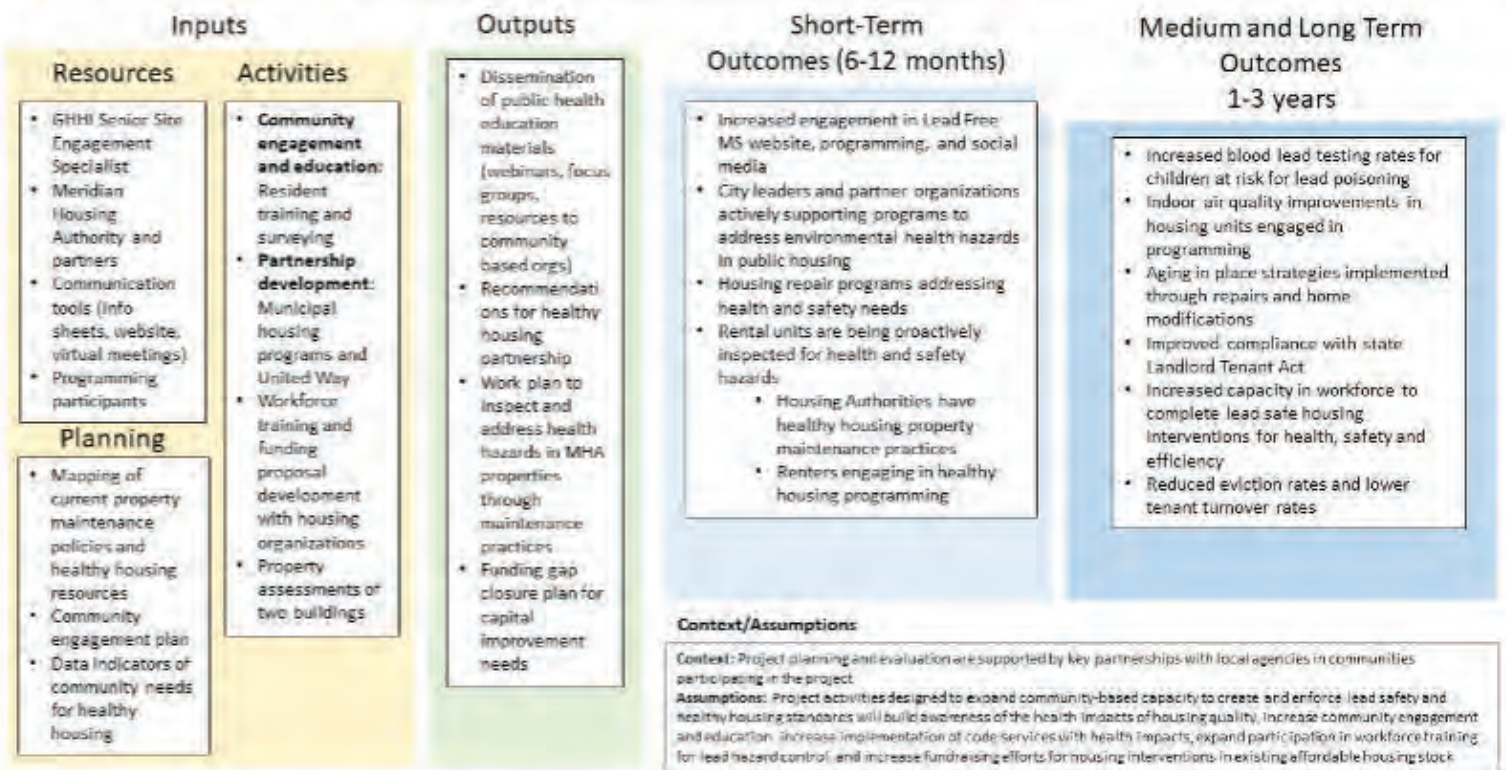 Inputs
Resources
• GHHI Senior Site
Engagement
Specialist
• Meridian
Housing
Authority and
partners
• Communication
tools (info
sheets, website,
virtual meetings)
• Programming
participants
Planning
• Mapping of
current property
maintenance
policies and
healthy housing
resources
• Community
engagement plan
• Data indicators of
community needs
for healthy
housing
Activities
• Community
engagement
and education:
Resident
training and
surveying
• Partnership
development:
Municipal
housing
programs and
United Way
• Workforce
training and
funding
proposal
development
with housing
organizations
• Property
assessments of
two buildings
Outputs
• Dissemination
of public health
education
materials
(webinars, focus
groups,
resources to
community
based orgs)
• Recommendati
ons for healthy
housing
partnership
• Work plan to
inspect and
address health
hazards in MHA
properties
through
maintenance
practices
• Funding gap
closure plan for
capital
improvement
needs
Short-Term
Outcomes (6-12 months)
• Increased engagement in Lead Free
MS website, programming, and social
media
• City leaders and partner organizations
actively supporting programs to
address environmental health hazards
in public housing
• Housing repair programs addressing
health and safety needs
• Rental units are being proactively
inspected for health and safety
hazards
• Housing Authorities have
healthy housing property
maintenance practices
• Renters engaging in healthy
housing programming
Medium and Long Term
Outcomes
1-3 years
• Increased blood lead testing rates for
children at risk for lead poisoning
• Indoor air quality improvements in
housing units engaged in
programming
• Aging in place strategies implemented
through repairs and home
modifications
• Improved compliance with state
Landlord Tenant Act
• Increased capacity in workforce to
complete lead safe housing
interventions for health, safety and
efficiency
• Reduced eviction rates and lower
tenant turnover rates
Context/Assumptions
Context: Project planning and evaluation are supported by key partnerships with local agencies in communities
participating in the project
Assumptions: Project activities designed to expand community-based capacity to create and enforce lead safety and
healthy housing standards will build awareness of the health impacts of housing quality, increase community engagement
and education, increase implementation of code services with health impacts, expand participation in workforce training
for lead hazard control, and increase fundraising efforts for housing interventions in existing affordable housing stock